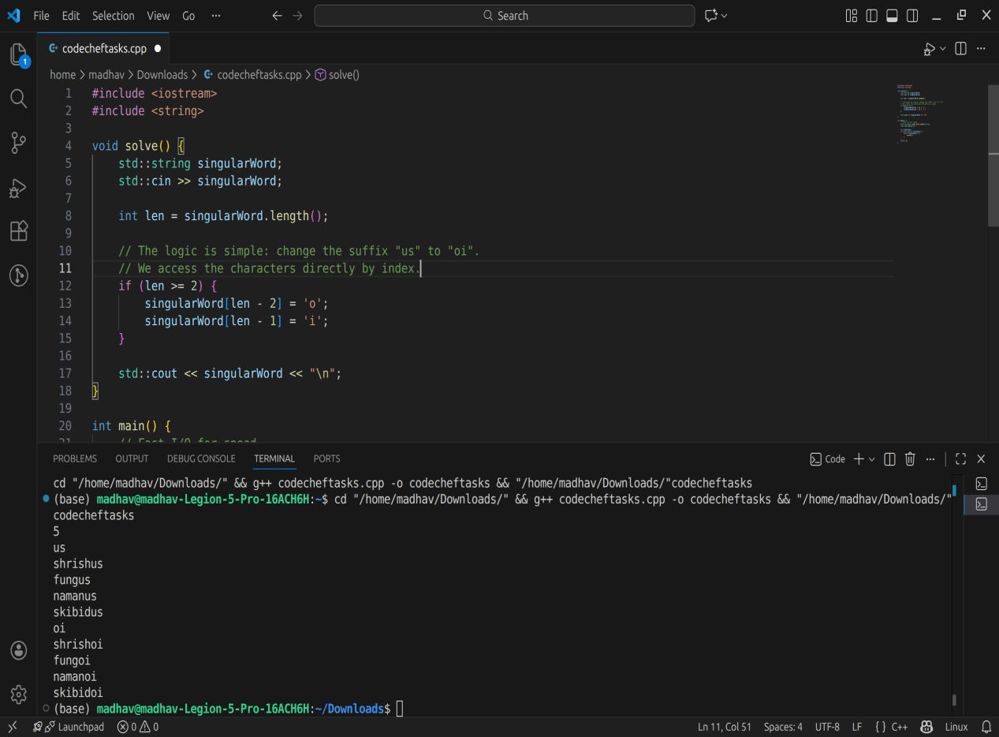 File Edit Selection View Go ··· Search
1
codecheftasks.cpp
home > madhav > Downloads > codecheftasks.cpp > solve()
1 #include <iostream>
2 #include <string>
3
4 void solve() {
5 std::string singularWord;
6 std::cin >> singularWord;
7
8 int len = singularWord.length();
9
10 // The logic is simple: change the suffix "us" to "oi".
11 // We access the characters directly by index.
12 if (len >= 2) {
13 singularWord[len - 2] = 'o';
14 singularWord[len - 1] = 'i';
15 }
16
17 std::cout << singularWord << "\n";
18 }
19
20 int main() {
21 // Fast I/O for speed
PROBLEMS OUTPUT DEBUG CONSOLE TERMINAL PORTS Code
cd "/home/madhav/Downloads/" && g++ codecheftasks.cpp -o codecheftasks && "/home/madhav/Downloads/"codecheftasks
(base) madhav@madhav-Legion-5-Pro-16ACH6H:~$ cd "/home/madhav/Downloads/" && g++ codecheftasks.cpp -o codecheftasks && "/home/madhav/Downloads/"
codecheftasks
5
us
shrishus
fungus
namanus
skibidus
oi
shrishoi
fungoi
namanoi
skibidoi
(base) madhav@madhav-Legion-5-Pro-16ACH6H:~/Downloads$
Launchpad 0 0 Ln 11, Col 51 Spaces: 4 UTF-8 LF {} C++ Linux